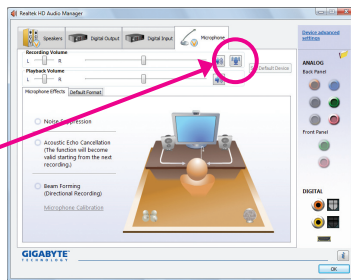 Realtek HD Audio Manager
Speakers
Digital Output
Digital Input
Microphone
Device advanced
settings
Recording Volume
L
R
Default Device
Playback Volume
L
R
ANALOG
Back Panel
Microphone Effects
Default Format
Noise Suppression
Acoustic Echo Cancellation
(The function will become
valid starting from the next
recording.)
Front Panel
Beam Forming
(Directional Recording)
Microphone Calibration
DIGITAL
GIGABYTE
TECHNOLOGY
i
OK